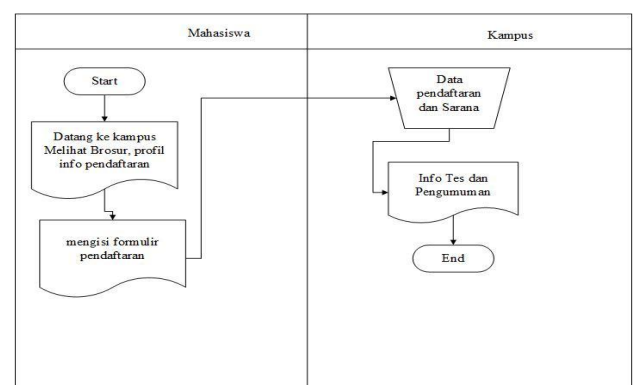 Mahasiswa
Kampus
Start
Datang ke kampus
Melihat Brosur, profil
info pendaftaran
mengisi formulir
pendaftaran
Data
pendaftaran
dan Sarana
Info Tes dan
Pengumuman
End